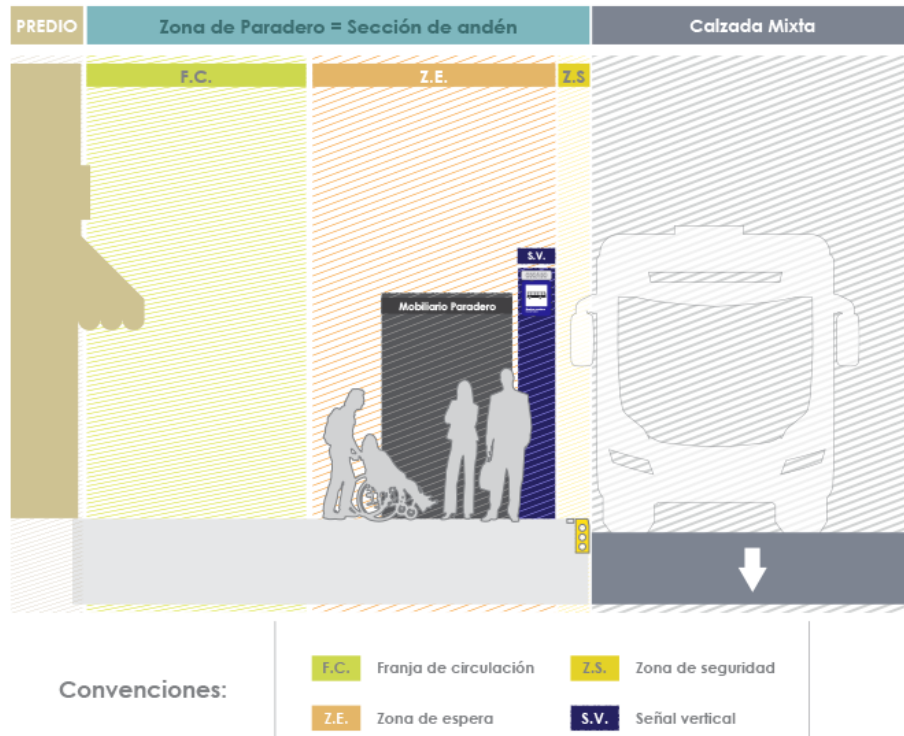 PREDIO
Zona de Paradero = Sección de andén
Calzada Mixta
F.C.
Z.E.
Z.S
S.V.
Mobiliario Paradero
Convenciones:
F.C. Franja de circulación
Z.S. Zona de seguridad
Z.E. Zona de espera
S.V. Señal vertical